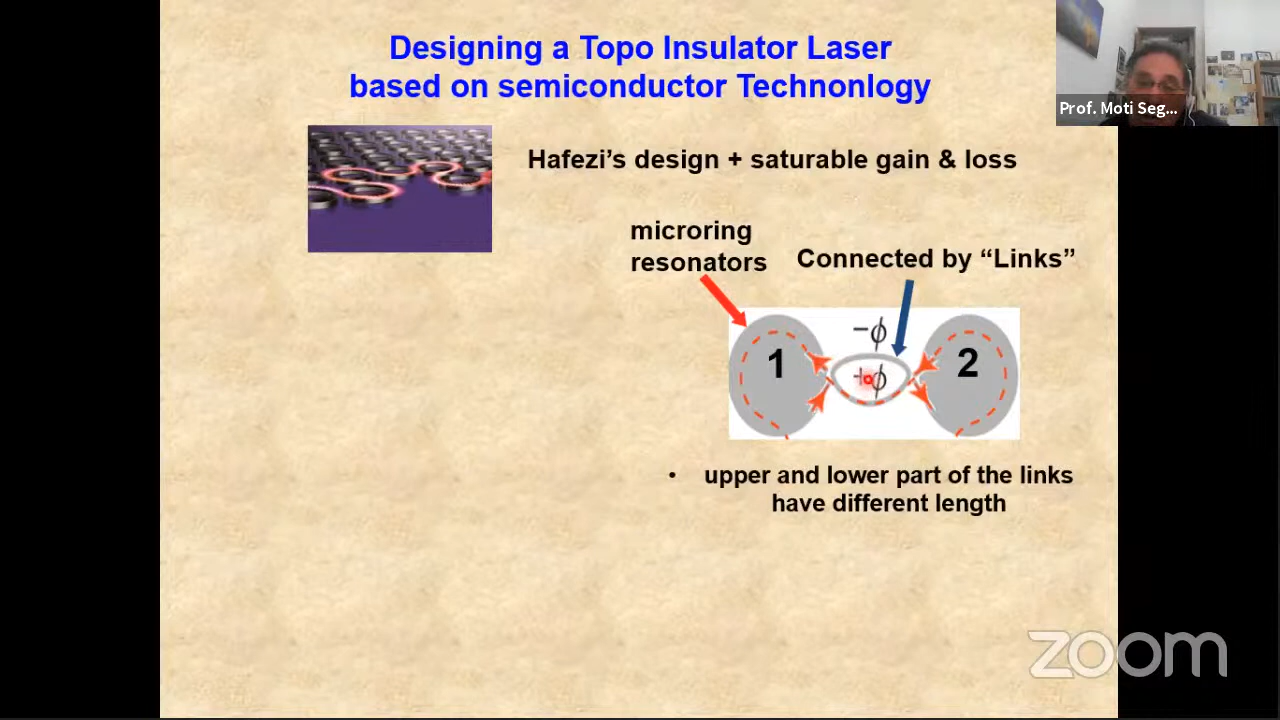 Designing a Topo Insulator Laser
based on semiconductor Technonlogy
Prof. Moti Seg...
Hafezi's design + saturable gain & loss
microring
resonators
Connected by “Links”
−ϕ
1
+ϕ
2
• upper and lower part of the links
have different length
zoom